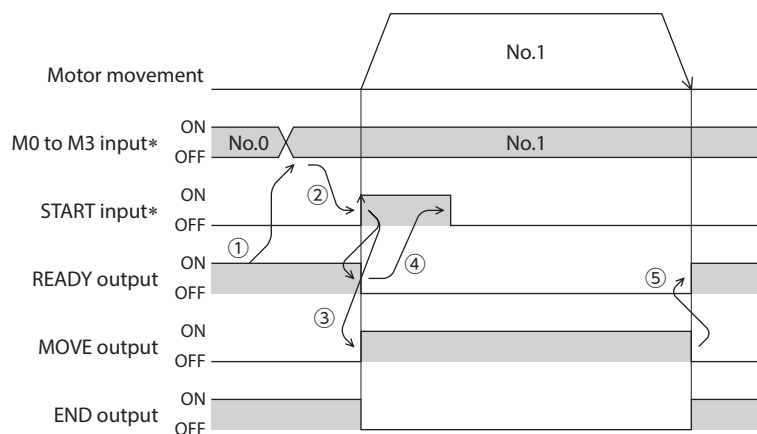 No.1
Motor movement
ON
M0 to M3 input*
No.0
No.1
OFF
ON
②
START input*
OFF
①
ON
④
READY output
⑤
OFF
③
ON
MOVE output
OFF
ON
END output
OFF